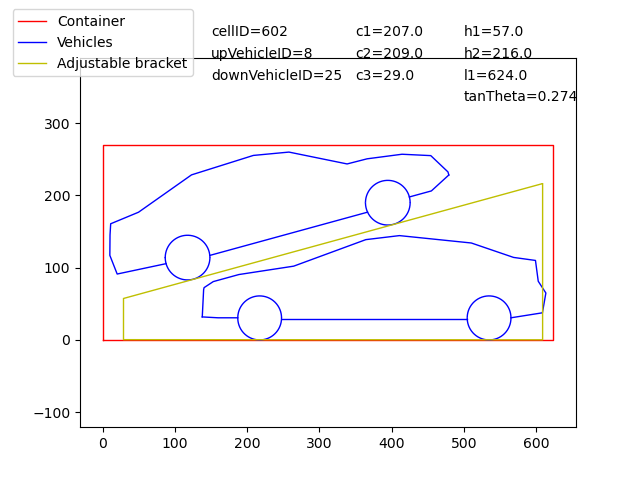 Container
Vehicles
Adjustable bracket
cellID=602
c1=207.0
h1=57.0
upVehicleID=8
c2=209.0
h2=216.0
downVehicleID=25
c3=29.0
l1=624.0
tanTheta=0.274
300
200
100
0
−100
0
100
200
300
400
500
600